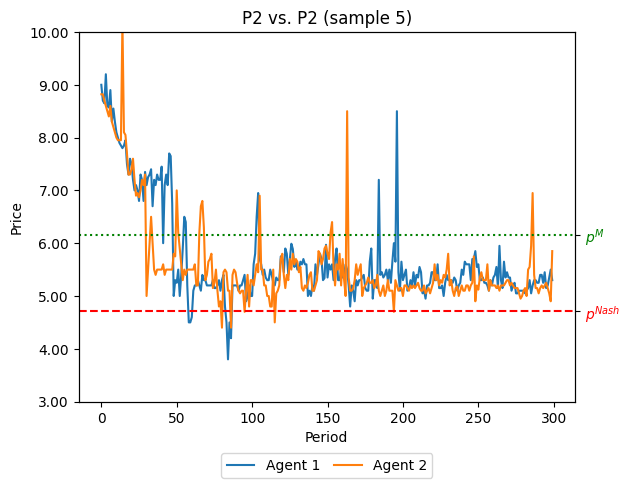 P2 vs. P2 (sample 5)
10.00
9.00
8.00
7.00
6.00
5.00
4.00
3.00
Price
p^M
p^Nash
0 50 100 150 200 250 300
Period
Agent 1 Agent 2